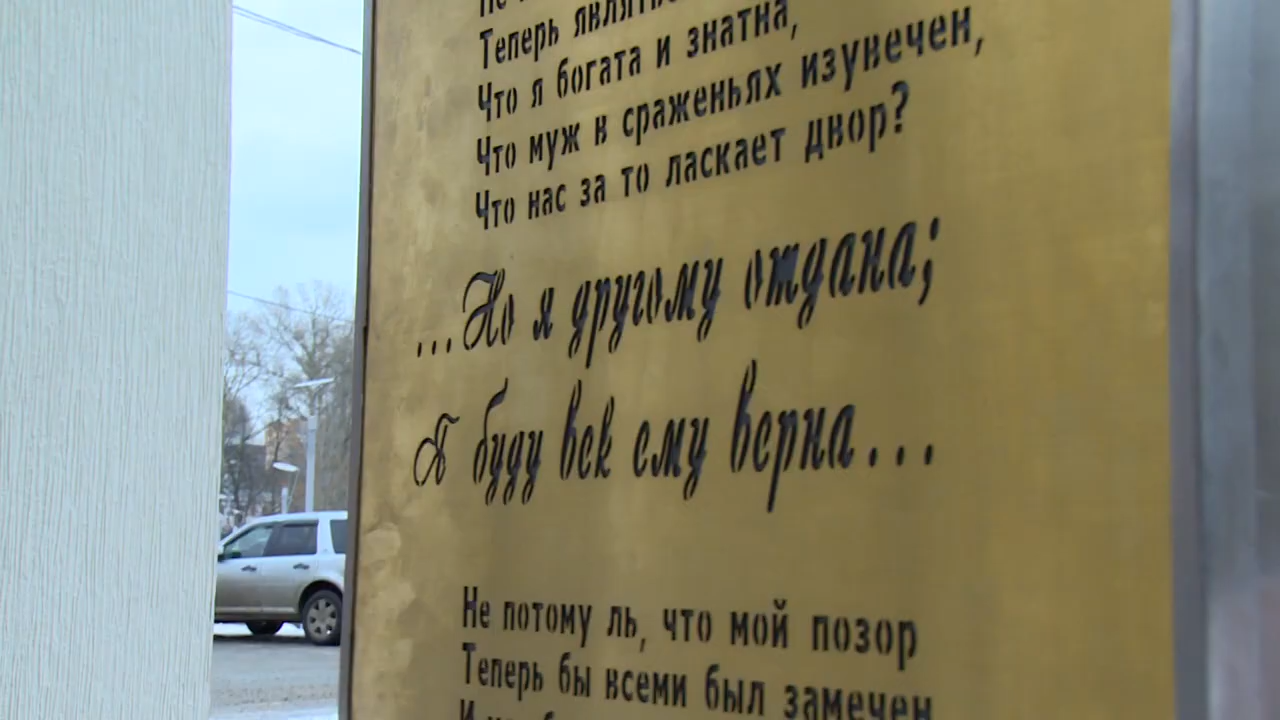 Теперь являться
Что я богата и знатна,
Что муж в сраженьях изувечен,
Что нас за то ласкает двор?
...Но я другому отдана;
Я буду век ему верна...
Не потому ль, что мой позор
Теперь бы всеми был замечен